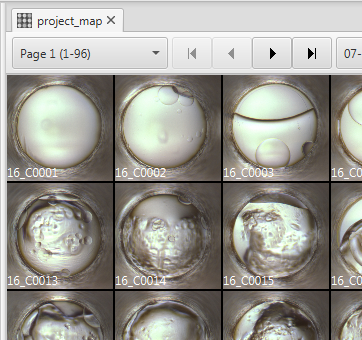 project_map
Page 1 (1-96)
07-
16_C0001
16_C0002
16_C0003
16_C0013
16_C0014
16_C0015